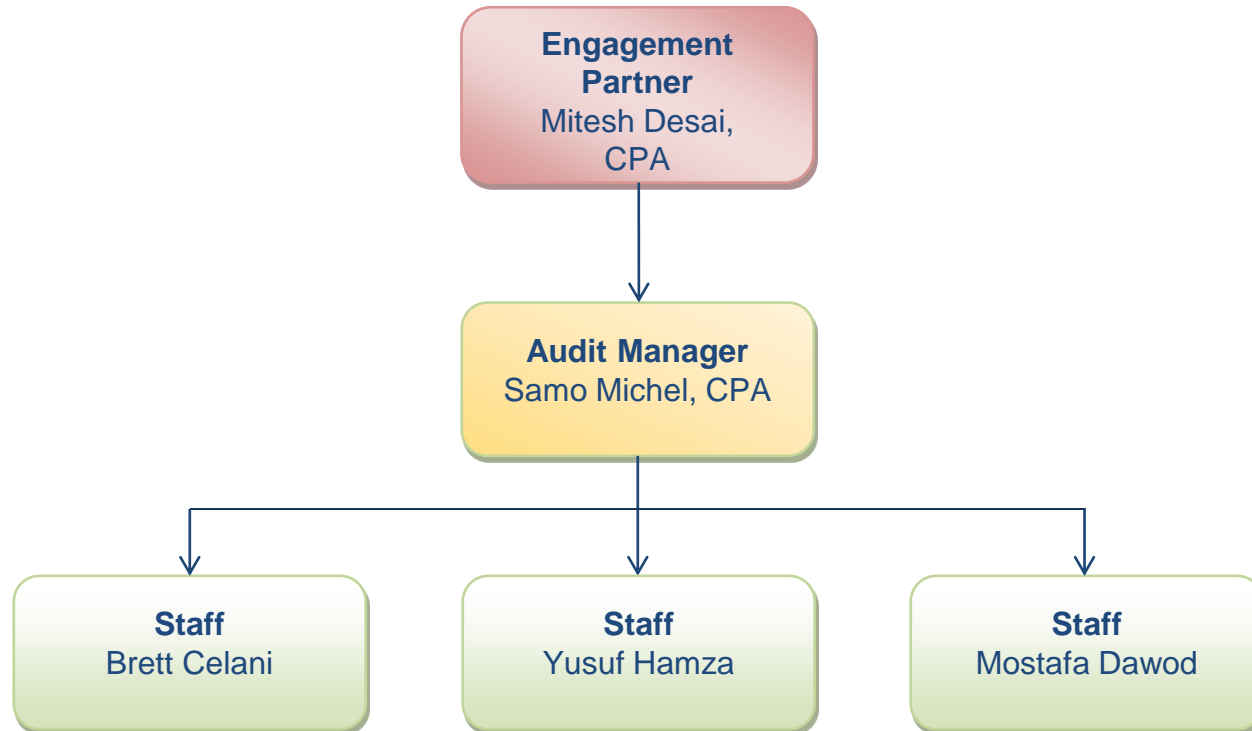 Engagement
Partner
Mitesh Desai,
CPA
Audit Manager
Samo Michel, CPA
Staff
Brett Celani
Staff
Yusuf Hamza
Staff
Mostafa Dawod